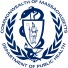 COMMONWEALTH OF MASSACHUSETTS
DEPARTMENT OF PUBLIC HEALTH